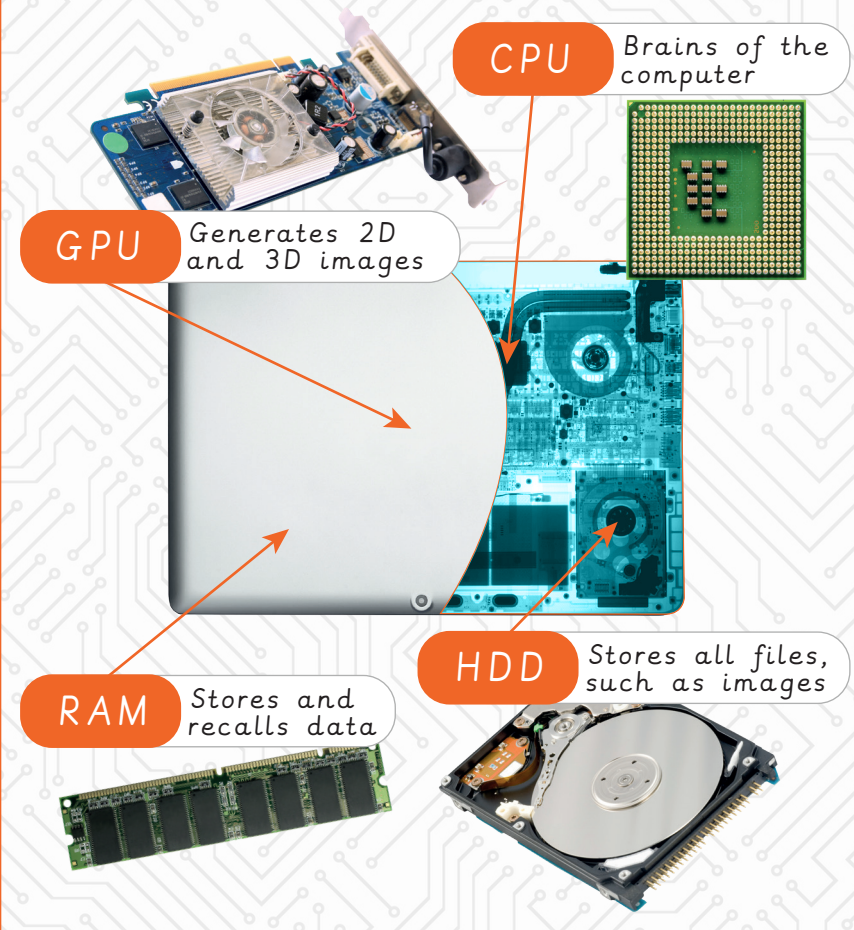 CPU
Brains of the
computer
GPU
Generates 2D
and 3D images
HDD
Stores all files,
such as images
RAM
Stores and
recalls data